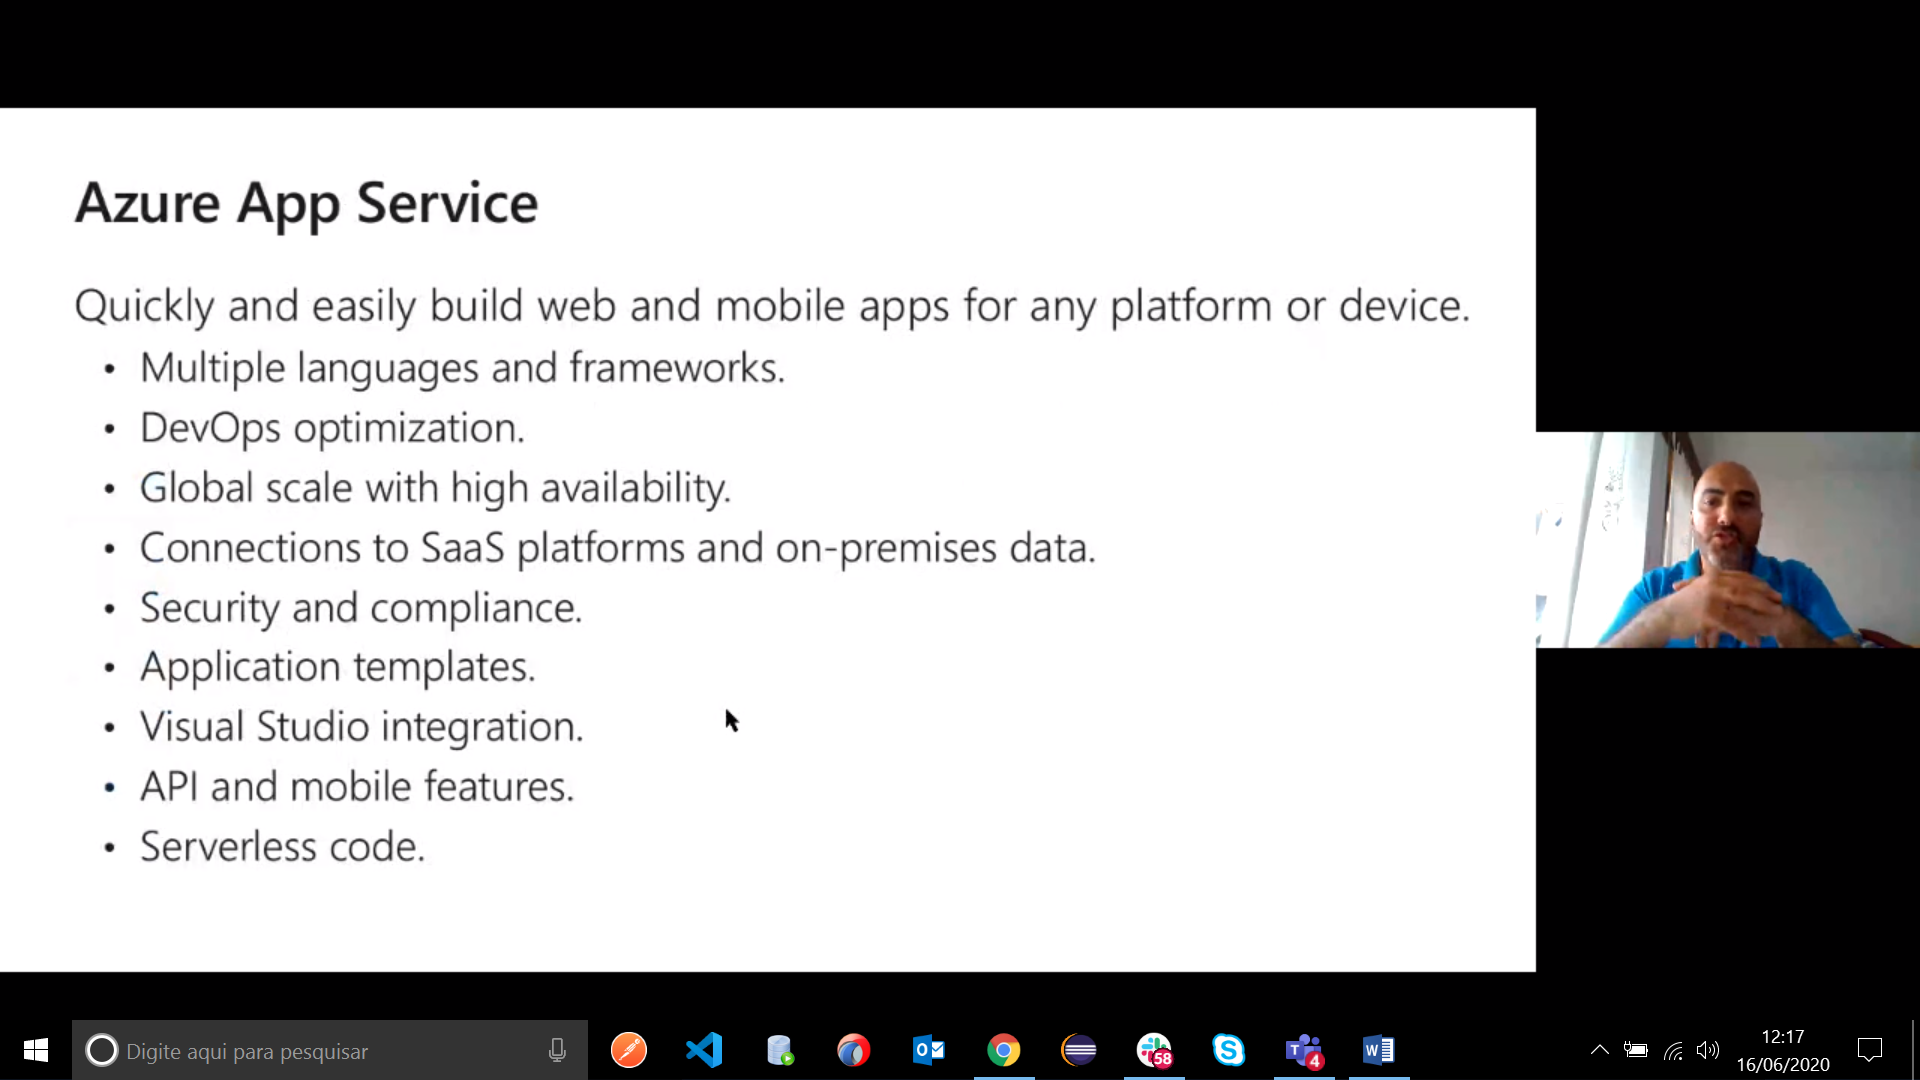 Azure App Service
Quickly and easily build web and mobile apps for any platform or device.
• Multiple languages and frameworks.
• DevOps optimization.
• Global scale with high availability.
• Connections to SaaS platforms and on-premises data.
• Security and compliance.
• Application templates.
• Visual Studio integration.
• API and mobile features.
• Serverless code.
Digite aqui para pesquisar
58
4
12:17
16/06/2020